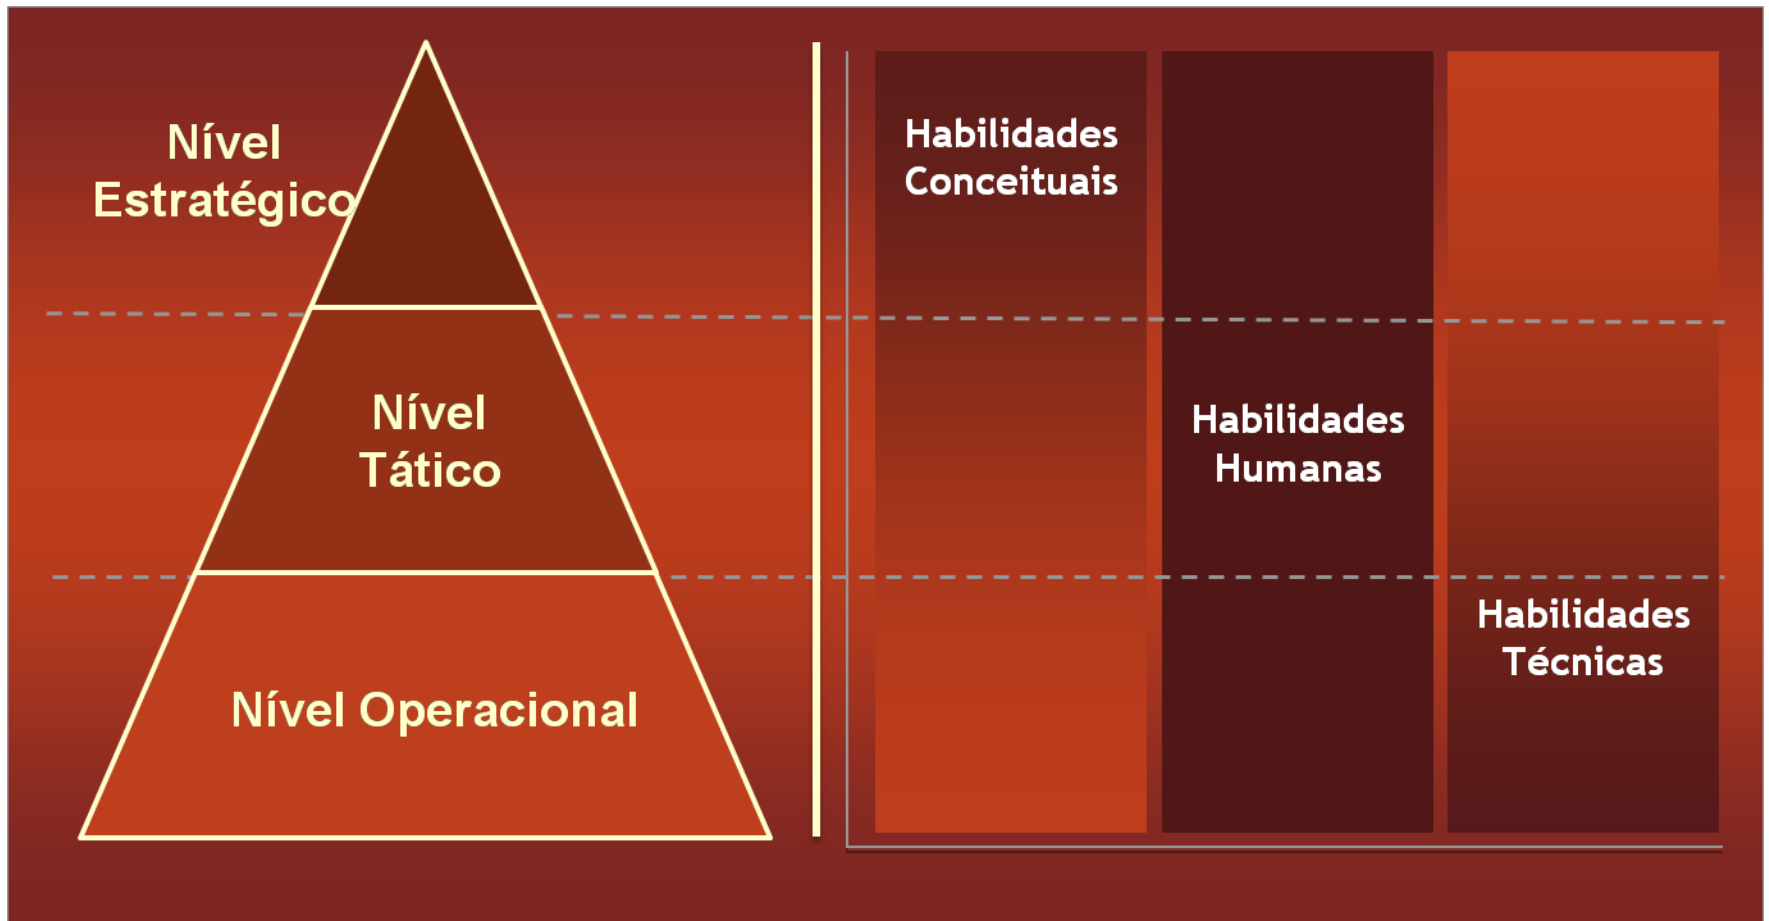 Nível
Estratégico
Nível
Tático
Nível Operacional
Habilidades
Conceituais
Habilidades
Humanas
Habilidades
Técnicas